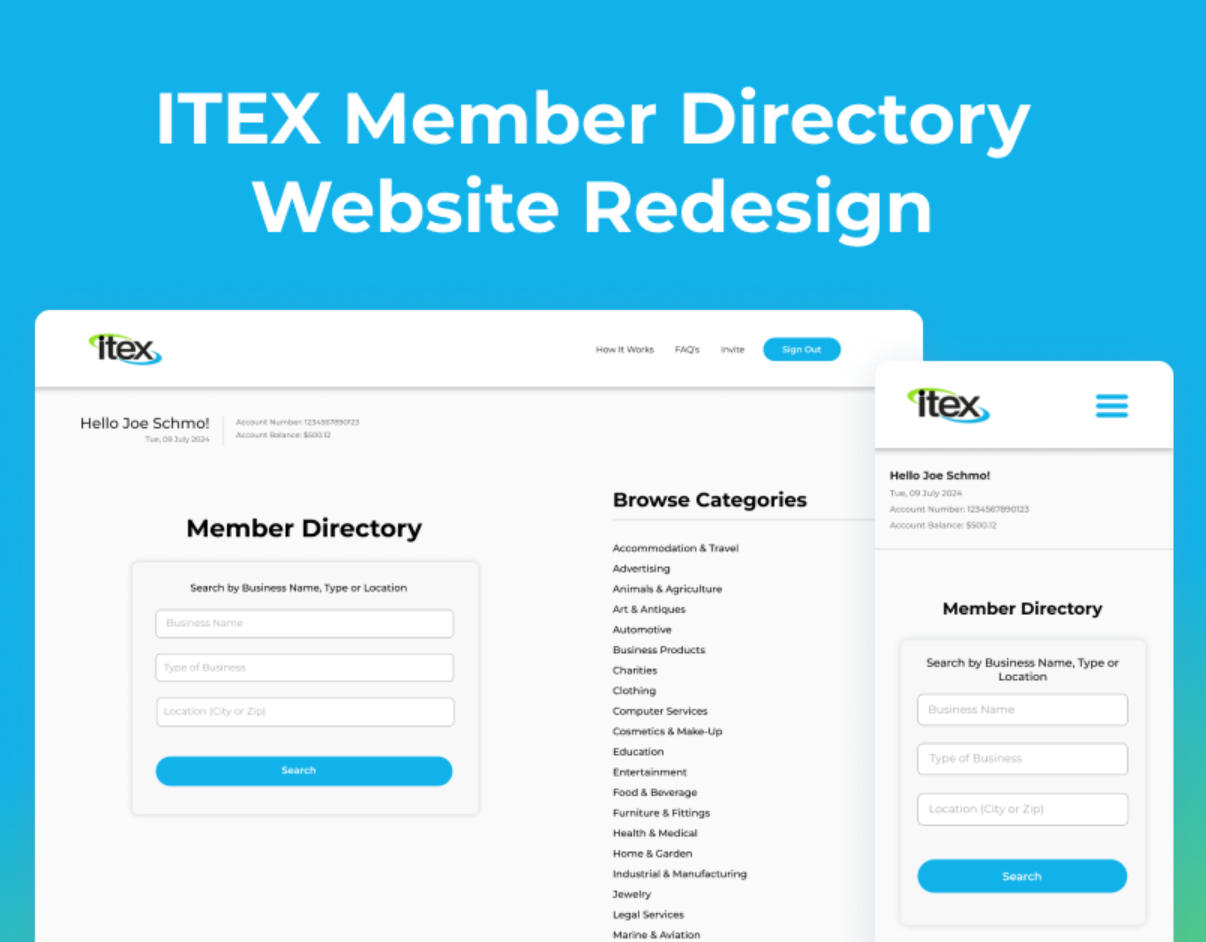 ITEX Member Directory
Website Redesign
itex
How It Works FAQ's Invite Sign Out
Hello Joe Schmo!
Tue, 09 July 2024
Account Number: 1234567890123
Account Balance: $500.12
Member Directory
Search by Business Name, Type or Location
Business Name
Type of Business
Location (City or Zip)
Search
Browse Categories
Accommodation & Travel
Advertising
Animals & Agriculture
Art & Antiques
Automotive
Business Products
Charities
Clothing
Computer Services
Cosmetics & Make-Up
Education
Entertainment
Food & Beverage
Furniture & Fittings
Health & Medical
Home & Garden
Industrial & Manufacturing
Jewelry
Legal Services
Marine & Aviation
itex
Hello Joe Schmo!
Tue, 09 July 2024
Account Number: 1234567890123
Account Balance: $500.12
Member Directory
Search by Business Name, Type or
Location
Business Name
Type of Business
Location (City or Zip)
Search